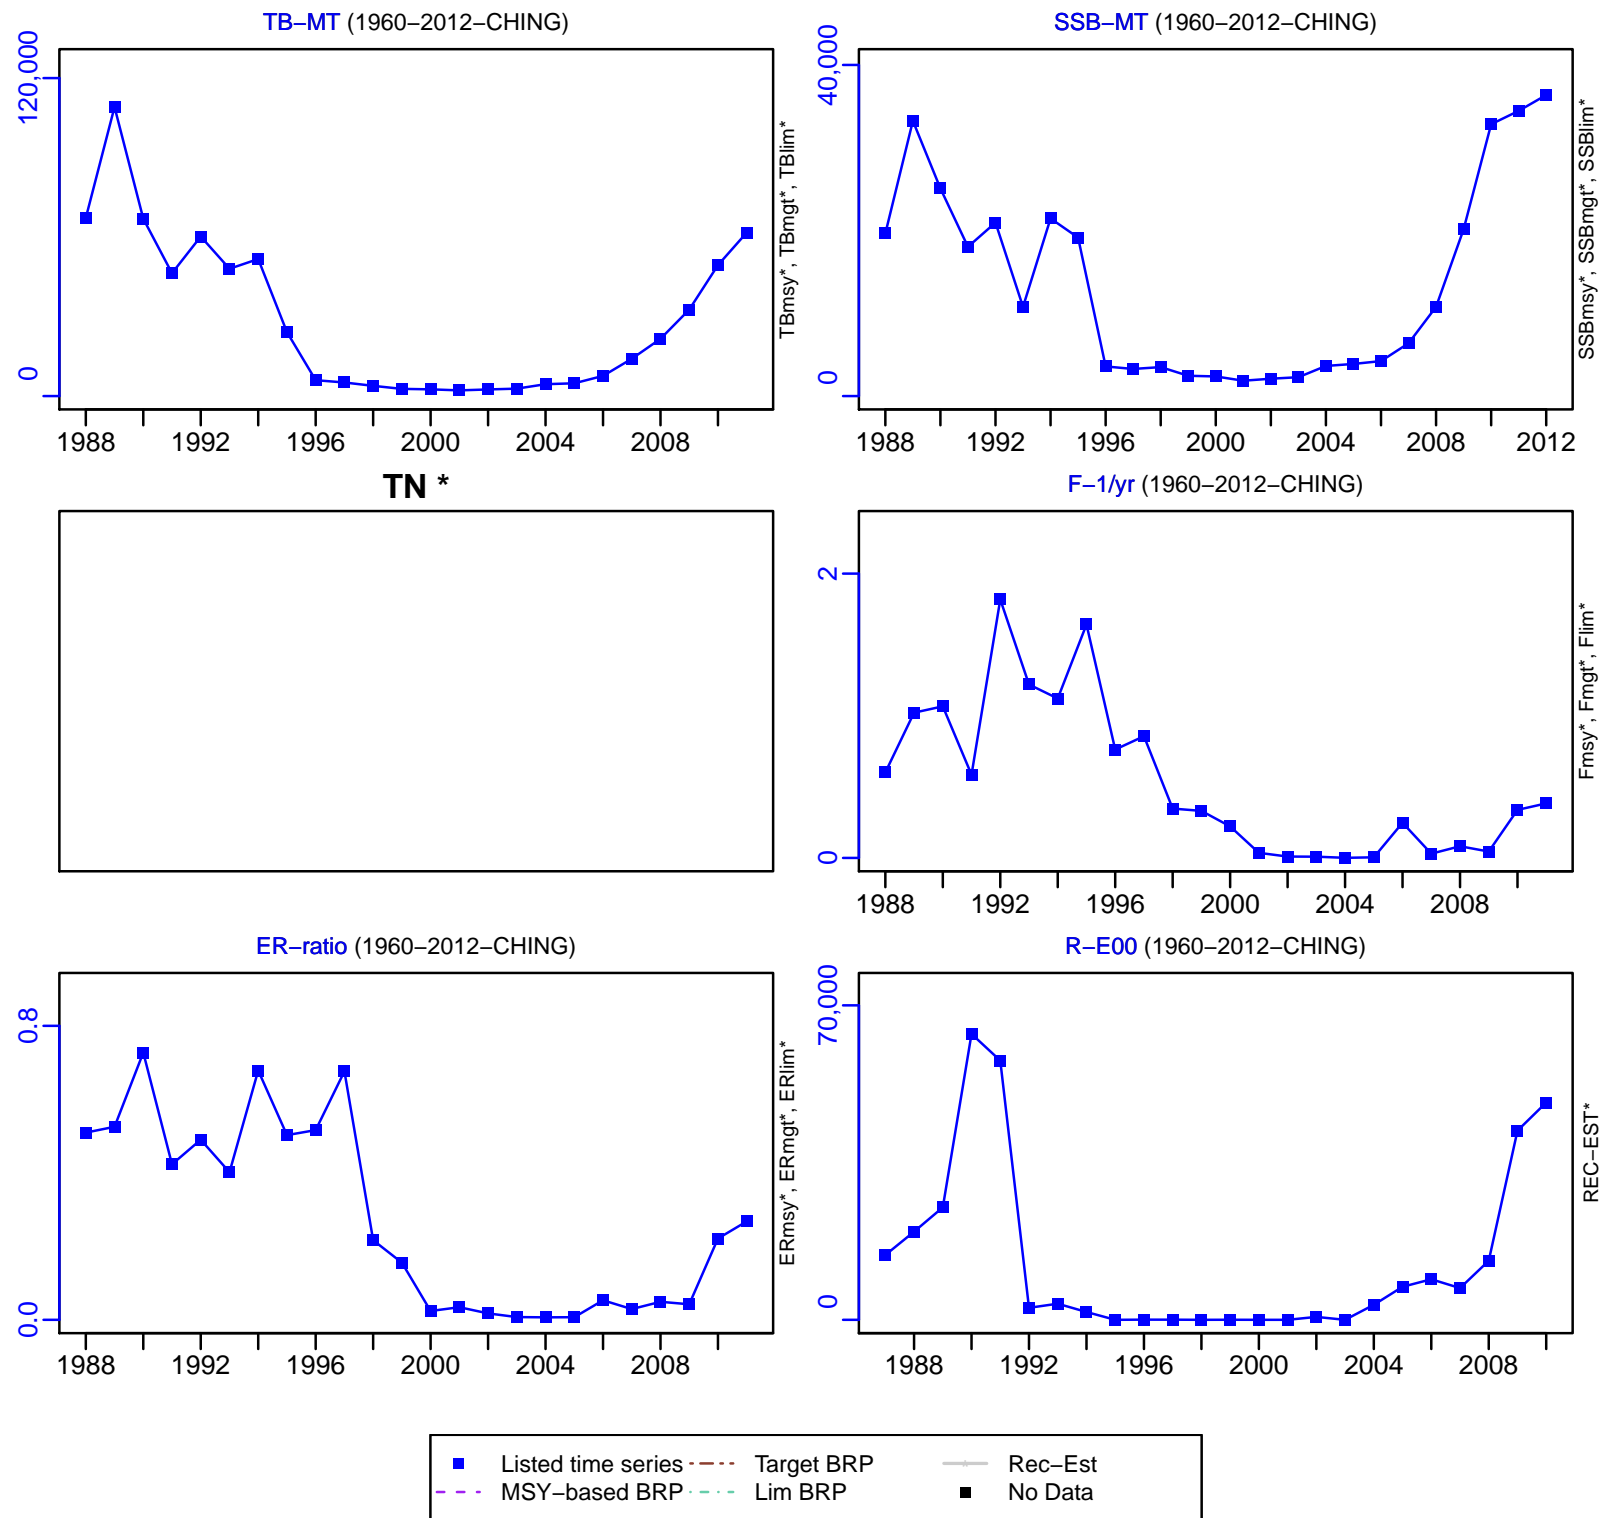 TB−MT (1960−2012−CHING)
120,000
0
1988 1992 1996 2000 2004 2008
TBmsy*, TBmgt*, TBlim*
SSB−MT (1960−2012−CHING)
40,000
0
1988 1992 1996 2000 2004 2008 2012
SSBmsy*, SSBmgt*, SSBlim*
TN *
F−1/yr (1960−2012−CHING)
2
0
1988 1992 1996 2000 2004 2008
Fmsy*, Fmgt*, Flim*
ER−ratio (1960−2012−CHING)
0.8
0.0
1988 1992 1996 2000 2004 2008
ERmsy*, ERmgt*, ERlim*
R−E00 (1960−2012−CHING)
70,000
0
1988 1992 1996 2000 2004 2008
REC−EST*
Listed time series Target BRP Rec−Est
MSY−based BRP Lim BRP No Data